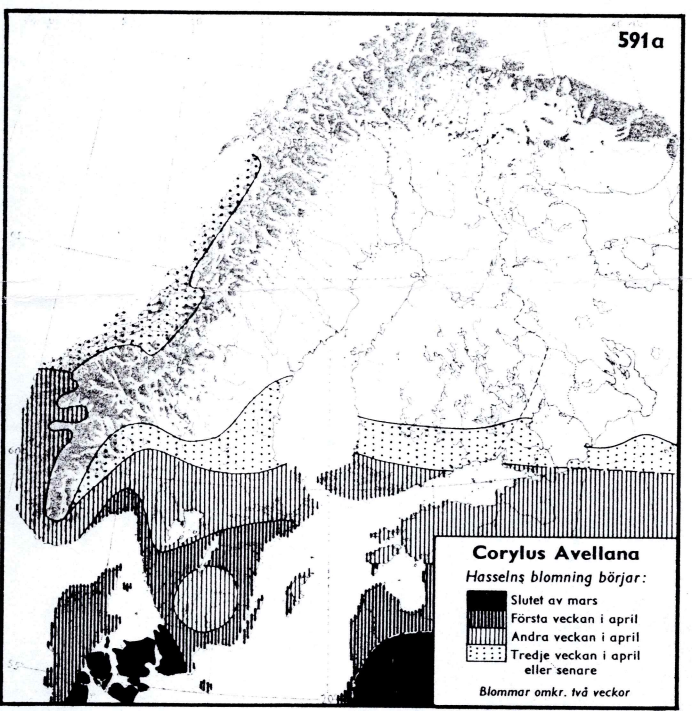 591a
Corylus Avellana
Hasselns blomning börjar:
Slutet av mars
Första veckan i april
Andra veckan i april
Tredje veckan i april
eller senare
Blommar omkr. två veckor
55